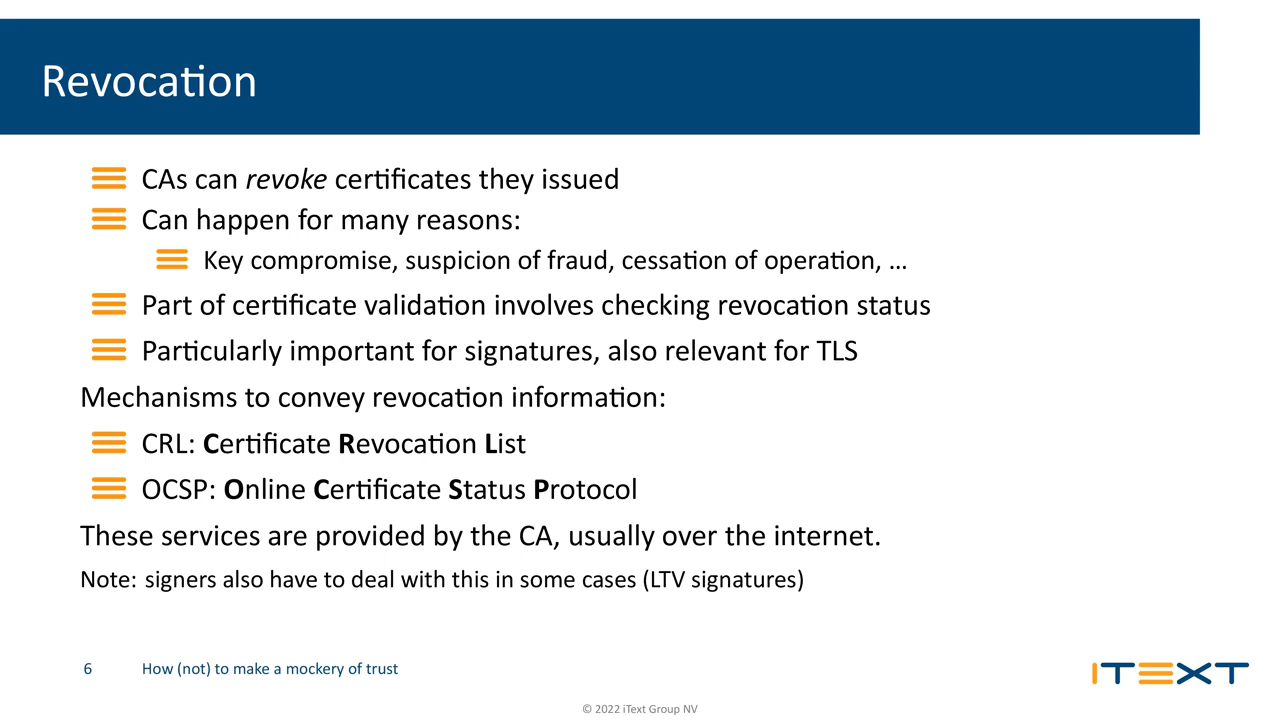 Revocation
CAs can revoke certificates they issued
Can happen for many reasons:
Key compromise, suspicion of fraud, cessation of operation, …
Part of certificate validation involves checking revocation status
Particularly important for signatures, also relevant for TLS
Mechanisms to convey revocation information:
CRL: Certificate Revocation List
OCSP: Online Certificate Status Protocol
These services are provided by the CA, usually over the internet.
Note: signers also have to deal with this in some cases (LTV signatures)
6 How (not) to make a mockery of trust
ITEXT
© 2022 iText Group NV